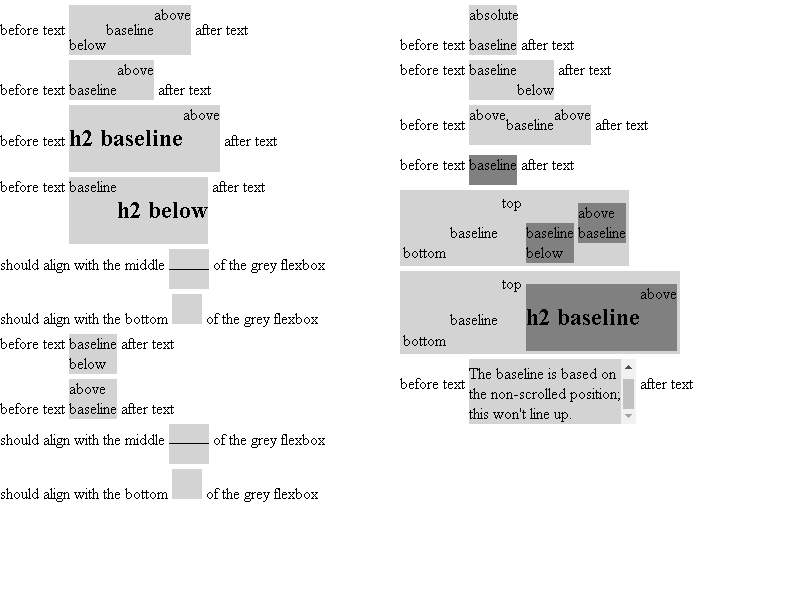 above
before text baseline after text
below
above
before text baseline after text
above
before text h2 baseline after text
before text baseline after text
h2 below
should align with the middle of the grey flexbox
should align with the bottom of the grey flexbox
before text baseline after text
below
above
before text baseline after text
should align with the middle of the grey flexbox
should align with the bottom of the grey flexbox
absolute
before text baseline after text
before text baseline after text
below
above above
before text baseline after text
before text baseline after text
top
above
baseline baseline baseline
bottom below
top
above
baseline h2 baseline
bottom
The baseline is based on
before text the non-scrolled position; after text
this won't line up.